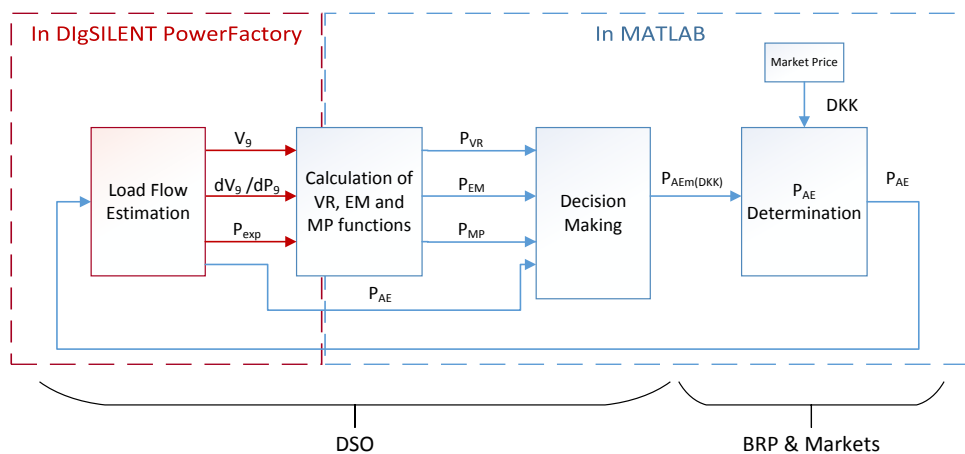 In DIgSILENT PowerFactory
In MATLAB
Market Price
DKK
V9
dV9 /dP9
Pexp
Load Flow
Estimation
Calculation of
VR, EM and
MP functions
PVR
PEM
PMP
PAE
Decision
Making
PAEm(DKK)
PAE
Determination
PAE
DSO
BRP & Markets